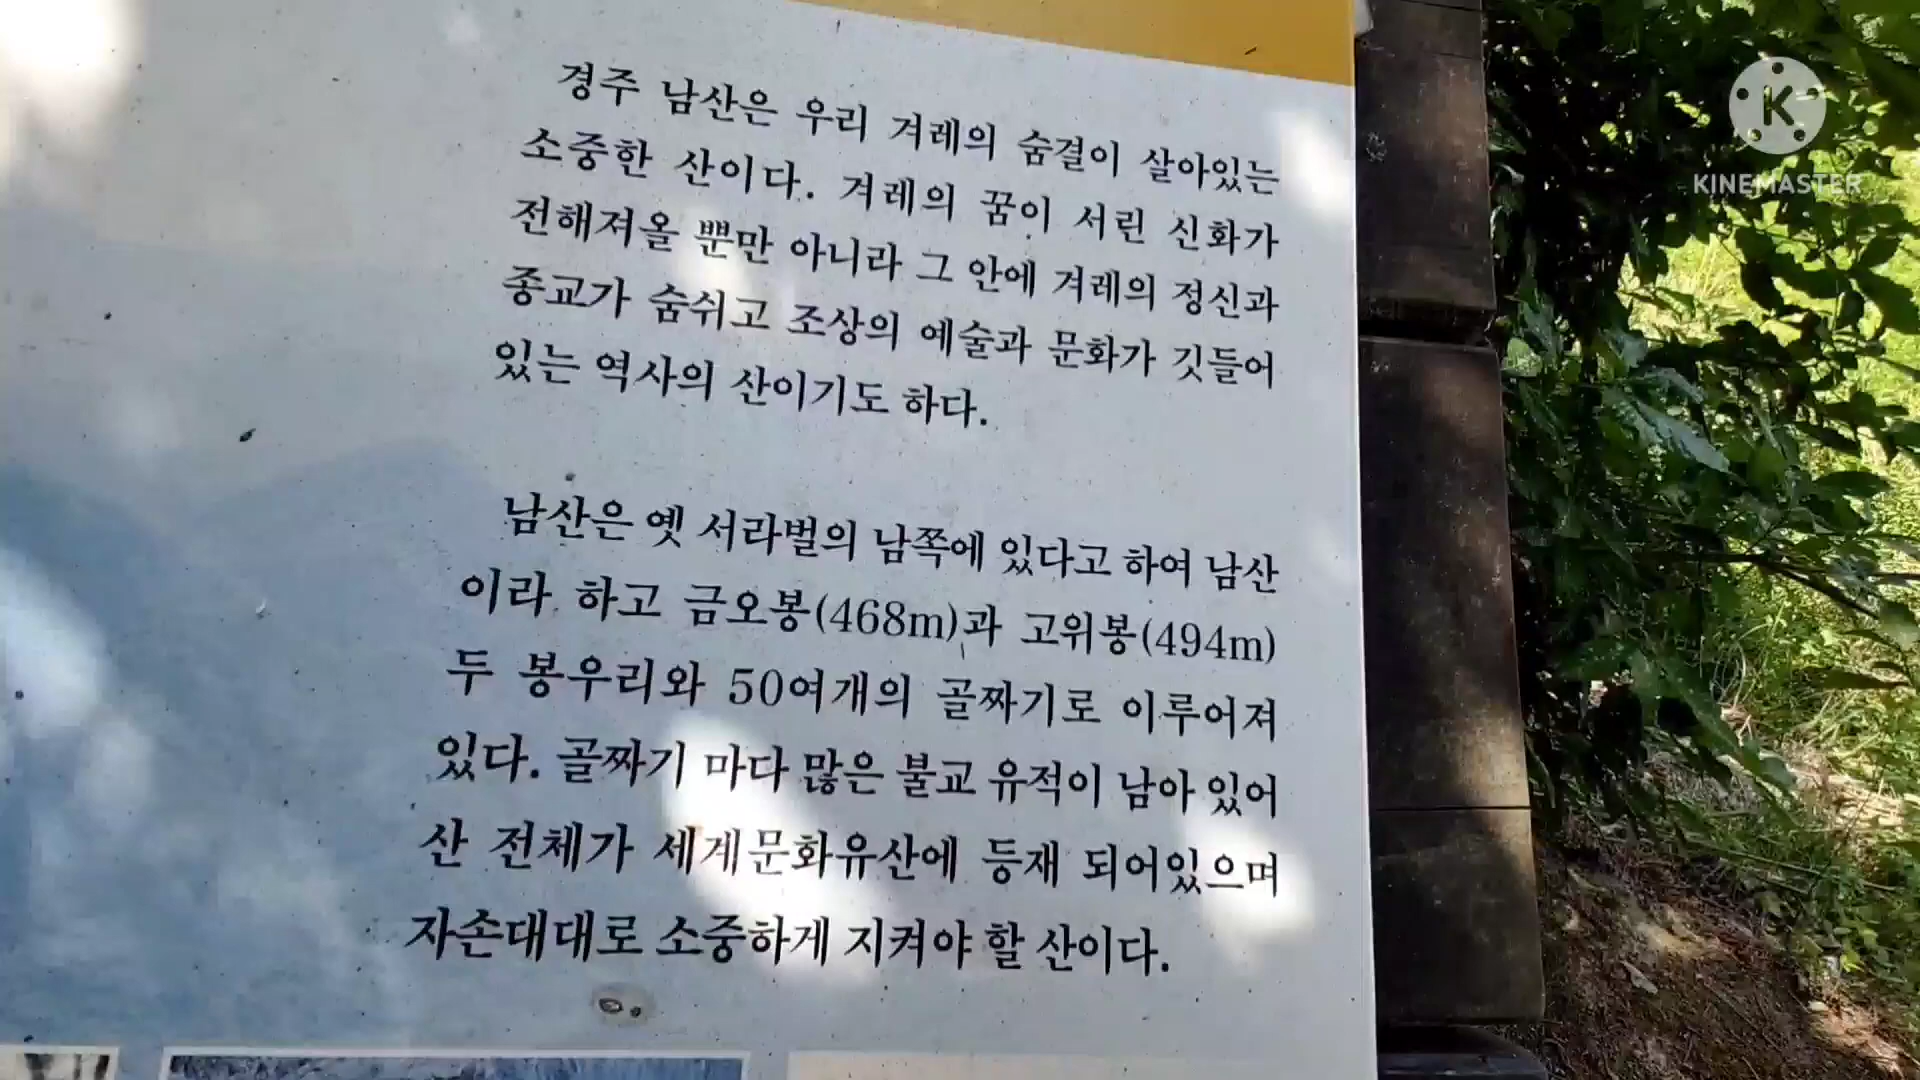 경주 남산은 우리 겨레의 숨결이 살아있는
소중한 산이다. 겨레의 꿈이 서린 신화가
전해져올 뿐만 아니라 그 안에 겨레의 정신과
종교가 숨쉬고 조상의 예술과 문화가 깃들어
있는 역사의 산이기도 하다.
남산은 옛 서라벌의 남쪽에 있다고 하여 남산
이라 하고 금오봉(468m)과 고위봉(494m)
두 봉우리와 50여개의 골짜기로 이루어져
있다. 골짜기 마다 많은 불교 유적이 남아 있어
산 전체가 세계문화유산에 등재 되어있으며
자손대대로 소중하게 지켜야 할 산이다.
K
KINEMASTER